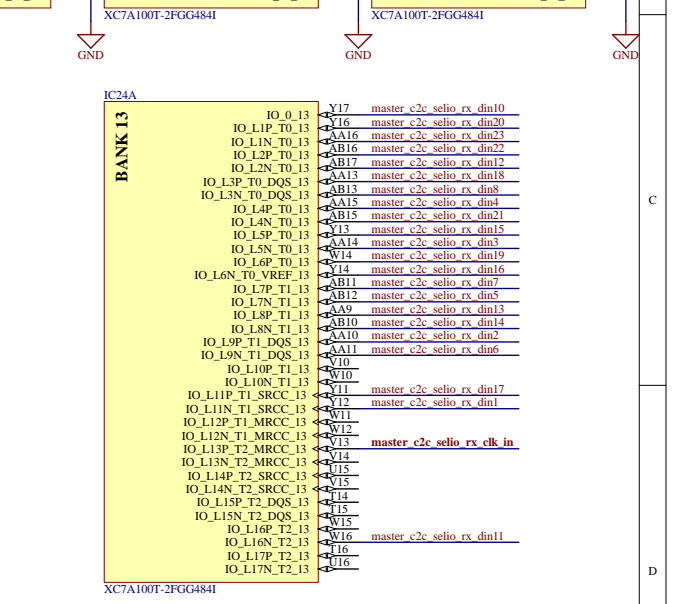 XC7A100T-2FGG484I XC7A100T-2FGG484I
GND GND GND
IC24A
BANK 13
IO_0_13 Y17 master_c2c_selio_rx_din10
IO_L1P_T0_13 Y16 master_c2c_selio_rx_din20
IO_L1N_T0_13 AA16 master_c2c_selio_rx_din23
IO_L2P_T0_13 AB16 master_c2c_selio_rx_din22
IO_L2N_T0_13 AB17 master_c2c_selio_rx_din12
IO_L3P_T0_DQS_13 AA13 master_c2c_selio_rx_din18
IO_L3N_T0_DQS_13 AB13 master_c2c_selio_rx_din8
IO_L4P_T0_13 AA15 master_c2c_selio_rx_din4
IO_L4N_T0_13 AB15 master_c2c_selio_rx_din21
IO_L5P_T0_13 Y13 master_c2c_selio_rx_din15
IO_L5N_T0_13 AA14 master_c2c_selio_rx_din3
IO_L6P_T0_13 W14 master_c2c_selio_rx_din19
IO_L6N_T0_VREF_13 Y14 master_c2c_selio_rx_din16
IO_L7P_T1_13 AB11 master_c2c_selio_rx_din7
IO_L7N_T1_13 AB12 master_c2c_selio_rx_din5
IO_L8P_T1_13 AA9 master_c2c_selio_rx_din13
IO_L8N_T1_13 AB10 master_c2c_selio_rx_din14
IO_L9P_T1_DQS_13 AA10 master_c2c_selio_rx_din2
IO_L9N_T1_DQS_13 AA11 master_c2c_selio_rx_din6
IO_L10P_T1_13 V10
IO_L10N_T1_13 W10
IO_L11P_T1_SRCC_13 Y11 master_c2c_selio_rx_din17
IO_L11N_T1_SRCC_13 Y12 master_c2c_selio_rx_din1
IO_L12P_T1_MRCC_13 W11
IO_L12N_T1_MRCC_13 W12
IO_L13P_T2_MRCC_13 V13 master_c2c_selio_rx_clk_in
IO_L13N_T2_MRCC_13 V14
IO_L14P_T2_SRCC_13 U15
IO_L14N_T2_SRCC_13 V15
IO_L15P_T2_DQS_13 T14
IO_L15N_T2_DQS_13 T15
IO_L16P_T2_13 W15
IO_L16N_T2_13 W16 master_c2c_selio_rx_din11
IO_L17P_T2_13 T16
IO_L17N_T2_13 U16
XC7A100T-2FGG484I
C
D